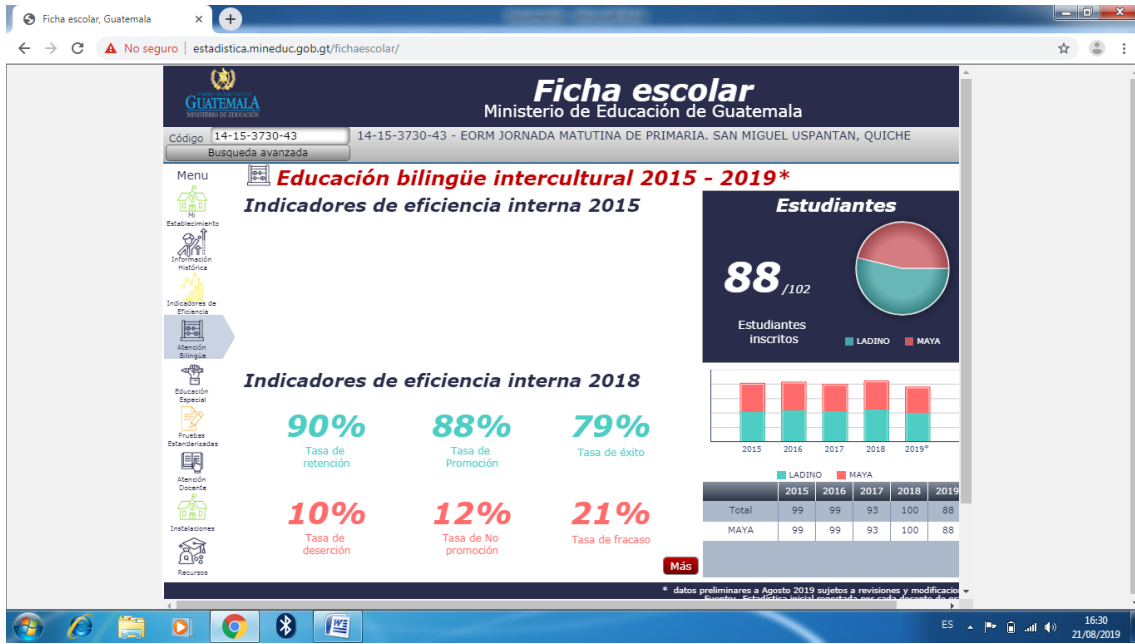 Ficha escolar, Guatemala
No seguro | estadistica.mineduc.gob.gt/fichaescolar/
GUATEMALA
MINISTERIO DE EDUCACIÓN
Ficha escolar
Ministerio de Educación de Guatemala
Código 14-15-3730-43
14-15-3730-43 - EORM JORNADA MATUTINA DE PRIMARIA. SAN MIGUEL USPANTAN, QUICHE
Busqueda avanzada
Menu
Mi
Establecimiento
Información
Histórica
Indicadores de
Eficiencia
Atención
Bilingüe
Educación
Especial
Pruebas
Estandarizadas
Atención
Docente
Instalaciones
Recursos
Educación bilingüe intercultural 2015 - 2019*
Indicadores de eficiencia interna 2015
Indicadores de eficiencia interna 2018
90% 88% 79%
Tasa de
retención
Tasa de
Promoción
Tasa de éxito
10% 12% 21%
Tasa de
deserción
Tasa de No
promoción
Tasa de fracaso
Más
Estudiantes
88 /102
Estudiantes
inscritos
LADINO MAYA
2015 2016 2017 2018 2019*
LADINO MAYA
2015 2016 2017 2018 2019
Total 99 99 93 100 88
MAYA 99 99 93 100 88
* datos preliminares a Agosto 2019 sujetos a revisiones y
ES
16:30
21/08/2019